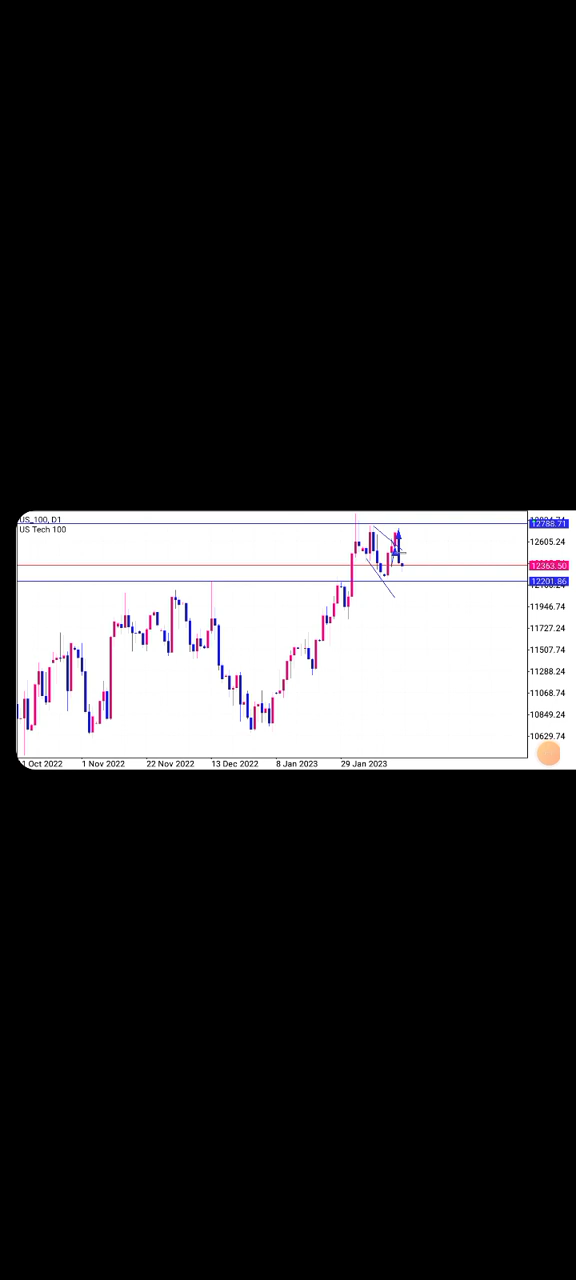 US_100, D1
US Tech 100
12788.71
12605.24
12363.50
12201.86
11946.74
11727.24
11507.74
11288.24
11068.74
10849.24
10629.74
1 Oct 2022
1 Nov 2022
22 Nov 2022
13 Dec 2022
8 Jan 2023
29 Jan 2023